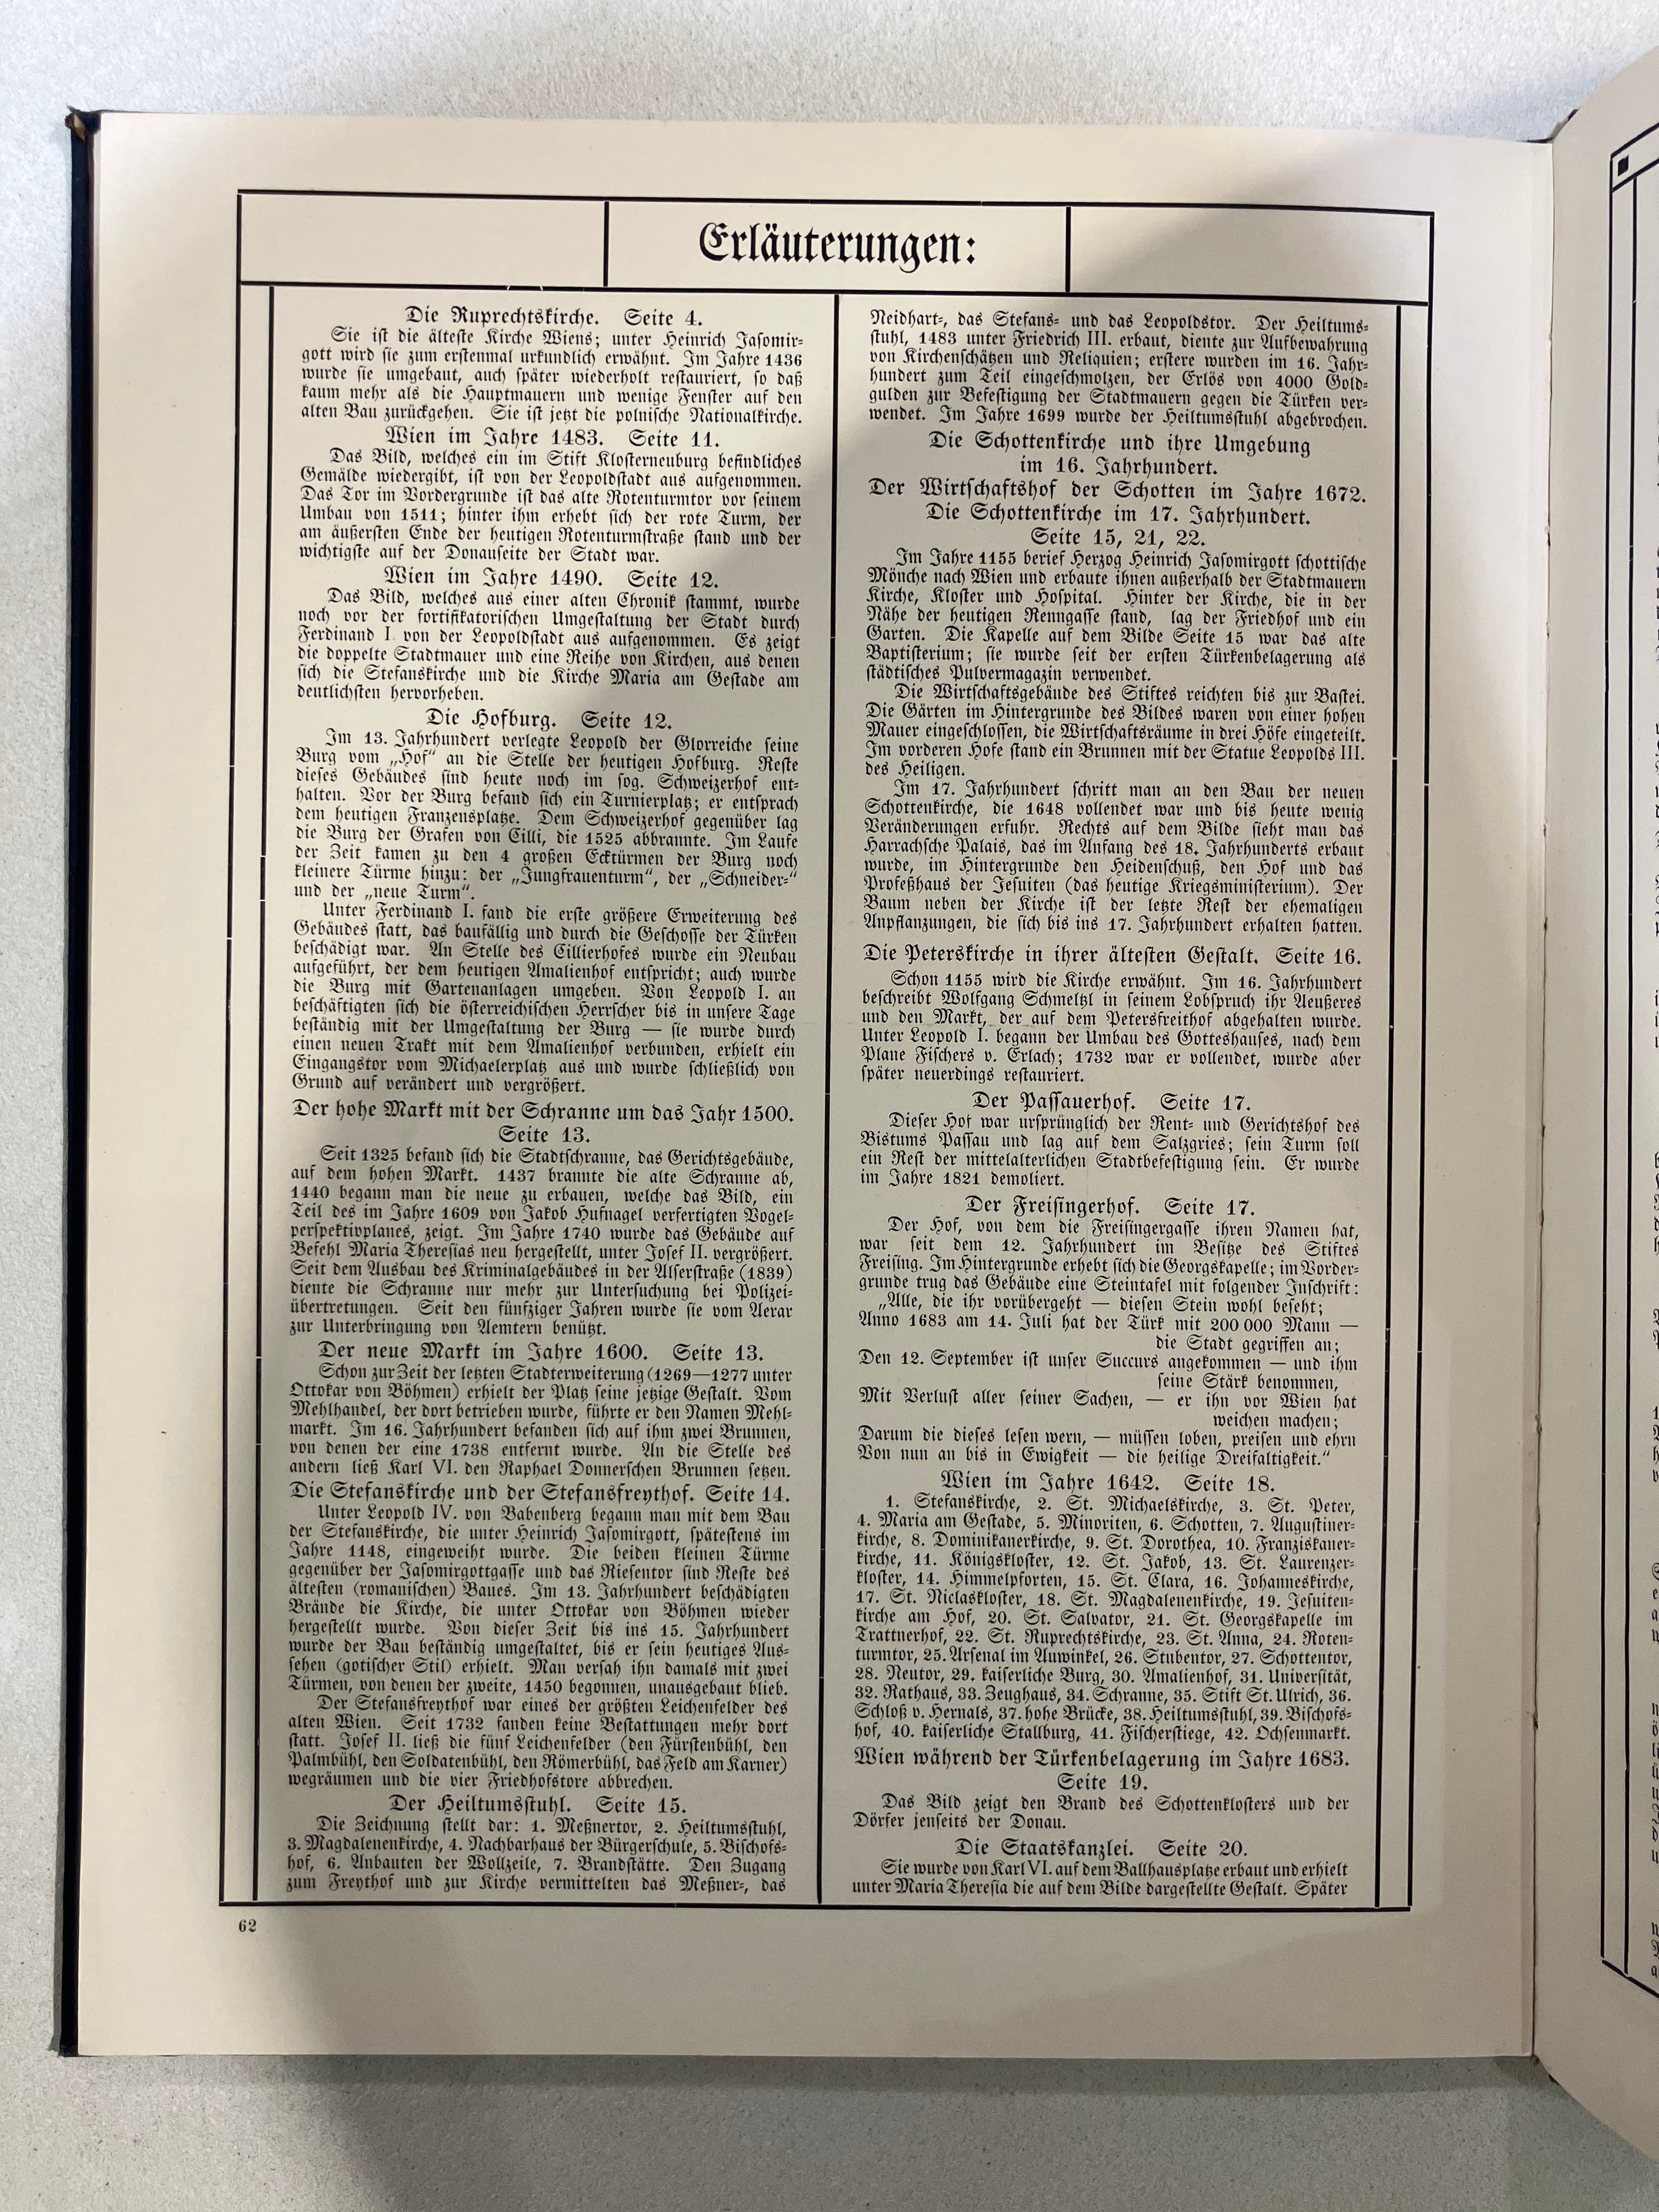 Erläuterungen:
Die Ruprechtskirche. Seite 4.
Sie ist die älteste Kirche Wiens; unter Heinrich Jasomir-
gott wird sie zum erstenmal urkundlich erwähnt. Im Jahre 1436
wurde sie umgebaut, auch später wiederholt restauriert, so daß
kaum mehr als die Hauptmauern und wenige Fenster auf den
alten Bau zurückgehen. Sie ist jetzt die polnische Nationalkirche.
Wien im Jahre 1483. Seite 11.
Das Bild, welches ein im Stift Klosterneuburg befindliches
Gemälde wiedergibt, ist von der Leopoldstadt aus aufgenommen.
Das Tor im Vordergrunde ist das alte Rotenturmtor vor seinem
Umbau von 1511; hinter ihm erhebt sich der rote Turm, der
am äußersten Ende der heutigen Rotenturmstraße stand und der
wichtigste auf der Donauseite der Stadt war.
Wien im Jahre 1490. Seite 12.
Das Bild, welches aus einer alten Chronik stammt, wurde
noch vor der fortifikatorischen Umgestaltung der Stadt durch
Ferdinand I. von der Leopoldstadt aus aufgenommen. Es zeigt
die doppelte Stadtmauer und eine Reihe von Kirchen, aus denen
sich die Stefanskirche und die Kirche Maria am Gestade am
deutlichsten hervorheben.
Die Hofburg. Seite 12.
Im 13. Jahrhundert verlegte Leopold der Glorreiche seine
Burg vom „Hof“ an die Stelle der heutigen Hofburg. Reste
dieses Gebäudes sind heute noch im sog. Schweizerhof ent-
halten. Vor der Burg befand sich ein Turnierplatz; er entsprach
dem heutigen Franzensplatze. Dem Schweizerhof gegenüber lag
die Burg der Grafen von Cilli, die 1525 abbrannte. Im Laufe
der Zeit kamen zu den 4 großen Ecktürmen der Burg noch
kleinere Türme hinzu: der „Jungfrauenturm“, der „Schneider-“
und der „neue Turm“.
Unter Ferdinand I. fand die erste größere Erweiterung des
Gebäudes statt, das baufällig und durch die Geschosse der Türken
beschädigt war. An Stelle des Cillierhofes wurde ein Neubau
aufgeführt, der dem heutigen Amalienhof entspricht; auch wurde
die Burg mit Gartenanlagen umgeben. Von Leopold I. an
beschäftigten sich die österreichischen Herrscher bis in unsere Tage
beständig mit der Umgestaltung der Burg — sie wurde durch
einen neuen Trakt mit dem Amalienhof verbunden, erhielt ein
Eingangstor vom Michaelerplatz aus und wurde schließlich von
Grund auf verändert und vergrößert.
Der hohe Markt mit der Schranne um das Jahr 1500.
Seite 13.
Seit 1325 befand sich die Stadtschranne, das Gerichtsgebäude,
auf dem hohen Markt. 1437 brannte die alte Schranne ab,
1440 begann man die neue zu erbauen, welche das Bild, ein
Teil des im Jahre 1609 von Jakob Hufnagel verfertigten Vogel-
perspektivplanes, zeigt. Im Jahre 1740 wurde das Gebäude auf
Befehl Maria Theresias neu hergestellt, unter Josef II. vergrößert.
Seit dem Ausbau des Kriminalgebäudes in der Alserstraße (1839)
diente die Schranne nur mehr zur Untersuchung bei Polizei-
übertretungen. Seit den fünfziger Jahren wurde sie vom Aerar
zur Unterbringung von Aemtern benützt.
Der neue Markt im Jahre 1600. Seite 13.
Schon zur Zeit der letzten Stadterweiterung (1269—1277 unter
Ottokar von Böhmen) erhielt der Platz seine jetzige Gestalt. Vom
Mehlhandel, der dort betrieben wurde, führte er den Namen Mehl-
markt. Im 16. Jahrhundert befanden sich auf ihm zwei Brunnen,
von denen der eine 1738 entfernt wurde. An die Stelle des
andern ließ Karl VI. den Raphael Donnerschen Brunnen setzen.
Die Stefanskirche und der Stefansfreythof. Seite 14.
Unter Leopold IV. von Babenberg begann man mit dem Bau
der Stefanskirche, die unter Heinrich Jasomirgott, spätestens im
Jahre 1148, eingeweiht wurde. Die beiden kleinen Türme
gegenüber der Jasomirgottgasse und das Riesentor sind Reste des
ältesten (romanischen) Baues. Im 13. Jahrhundert beschädigten
Brände die Kirche, die unter Ottokar von Böhmen wieder
hergestellt wurde. Von dieser Zeit bis ins 15. Jahrhundert
wurde der Bau beständig umgestaltet, bis er sein heutiges Aus-
sehen (gotischer Stil) erhielt. Man versah ihn damals mit zwei
Türmen, von denen der zweite, 1450 begonnen, unausgebaut blieb.
Der Stefansfreythof war eines der größten Leichenfelder des
alten Wien. Seit 1732 fanden keine Bestattungen mehr dort
statt. Josef II. ließ die fünf Leichenfelder (den Fürstenbühl, den
Palmbühl, den Soldatenbühl, den Römerbühl, das Feld am Karner)
wegräumen und die vier Friedhofstore abbrechen.
Der Heiltumsstuhl. Seite 15.
Die Zeichnung stellt dar: 1. Meßnertor, 2. Heiltumsstuhl,
3. Magdalenenkirche, 4. Nachbarhaus der Bürgerschule, 5. Bischofs-
hof, 6. Anbauten der Wollzeile, 7. Brandstätte. Den Zugang
zum Freythof und zur Kirche vermittelten das Meßner-, das
Neidhart-, das Stefans- und das Leopoldstor. Der Heiltums-
stuhl, 1483 unter Friedrich III. erbaut, diente zur Aufbewahrung
von Kirchenschätzen und Reliquien; erstere wurden im 16. Jahr-
hundert zum Teil eingeschmolzen, der Erlös von 4000 Gold-
gulden zur Befestigung der Stadtmauern gegen die Türken ver-
wendet. Im Jahre 1699 wurde der Heiltumsstuhl abgebrochen.
Die Schottenkirche und ihre Umgebung
im 16. Jahrhundert.
Der Wirtschaftshof der Schotten im Jahre 1672.
Die Schottenkirche im 17. Jahrhundert.
Seite 15, 21, 22.
Im Jahre 1155 berief Herzog Heinrich Jasomirgott schottische
Mönche nach Wien und erbaute ihnen außerhalb der Stadtmauern
Kirche, Kloster und Hospital. Hinter der Kirche, die in der
Nähe der heutigen Renngasse stand, lag der Friedhof und ein
Garten. Die Kapelle auf dem Bilde Seite 15 war das alte
Baptisterium; sie wurde seit der ersten Türkenbelagerung als
städtisches Pulvermagazin verwendet.
Die Wirtschaftsgebäude des Stiftes reichten bis zur Bastei.
Die Gärten im Hintergrunde des Bildes waren von einer hohen
Mauer eingeschlossen, die Wirtschaftsräume in drei Höfe eingeteilt.
Im vorderen Hofe stand ein Brunnen mit der Statue Leopolds III.
des Heiligen.
Im 17. Jahrhundert schritt man an den Bau der neuen
Schottenkirche, die 1648 vollendet war und bis heute wenig
Veränderungen erfuhr. Rechts auf dem Bilde sieht man das
Harrachsche Palais, das im Anfang des 18. Jahrhunderts erbaut
wurde, im Hintergrunde den Heidenschuß, den Hof und das
Profeßhaus der Jesuiten (das heutige Kriegsministerium). Der
Baum neben der Kirche ist der letzte Rest der ehemaligen
Anpflanzungen, die sich bis ins 17. Jahrhundert erhalten hatten.
Die Peterskirche in ihrer ältesten Gestalt. Seite 16.
Schon 1155 wird die Kirche erwähnt. Im 16. Jahrhundert
beschreibt Wolfgang Schmeltzl in seinem Lobspruch ihr Aeußeres
und den Markt, der auf dem Petersfreithof abgehalten wurde.
Unter Leopold I. begann der Umbau des Gotteshauses, nach dem
Plane Fischers v. Erlach; 1732 war er vollendet, wurde aber
später neuerdings restauriert.
Der Passauerhof. Seite 17.
Dieser Hof war ursprünglich der Rent- und Gerichtshof des
Bistums Passau und lag auf dem Salzgries; sein Turm soll
ein Rest der mittelalterlichen Stadtbefestigung sein. Er wurde
im Jahre 1821 demoliert.
Der Freisingerhof. Seite 17.
Der Hof, von dem die Freisingergasse ihren Namen hat,
war seit dem 12. Jahrhundert im Besitze des Stiftes
Freising. Im Hintergrunde erhebt sich die Georgskapelle; im Vorder-
grunde trug das Gebäude eine Steintafel mit folgender Inschrift:
„Alle, die ihr vorübergeht — diesen Stein wohl beseht;
Anno 1683 am 14. Juli hat der Türk mit 200 000 Mann —
die Stadt gegriffen an;
Den 12. September ist unser Succurs angekommen — und ihm
seine Stärk benommen,
Mit Verlust aller seiner Sachen, — er ihn vor Wien hat
weichen machen;
Darum die dieses lesen wern, — müssen loben, preisen und ehrn
Von nun an bis in Ewigkeit — die heilige Dreifaltigkeit.“
Wien im Jahre 1642. Seite 18.
1. Stefanskirche, 2. St. Michaelskirche, 3. St. Peter,
4. Maria am Gestade, 5. Minoriten, 6. Schotten, 7. Augustiner-
kirche, 8. Dominikanerkirche, 9. St. Dorothea, 10. Franziskaner-
kirche, 11. Königskloster, 12. St. Jakob, 13. St. Laurenzer-
kloster, 14. Himmelpforten, 15. St. Clara, 16. Johanneskirche,
17. St. Niclaskloster, 18. St. Magdalenenkirche, 19. Jesuiten-
kirche am Hof, 20. St. Salvator, 21. St. Georgskapelle im
Trattnerhof, 22. St. Ruprechtskirche, 23. St. Anna, 24. Roten-
turmtor, 25. Arsenal im Auwinkel, 26. Stubentor, 27. Schottentor,
28. Neutor, 29. kaiserliche Burg, 30. Amalienhof, 31. Universität,
32. Rathaus, 33. Zeughaus, 34. Schranne, 35. Stift St. Ulrich, 36.
Schloß v. Hernals, 37. hohe Brücke, 38. Heiltumsstuhl, 39. Bischofs-
hof, 40. kaiserliche Stallburg, 41. Fischerstiege, 42. Ochsenmarkt.
Wien während der Türkenbelagerung im Jahre 1683.
Seite 19.
Das Bild zeigt den Brand des Schottenklosters und der
Dörfer jenseits der Donau.
Die Staatskanzlei. Seite 20.
Sie wurde von Karl VI. auf dem Ballhausplatze erbaut und erhielt
unter Maria Theresia die auf dem Bilde dargestellte Gestalt. Später
62